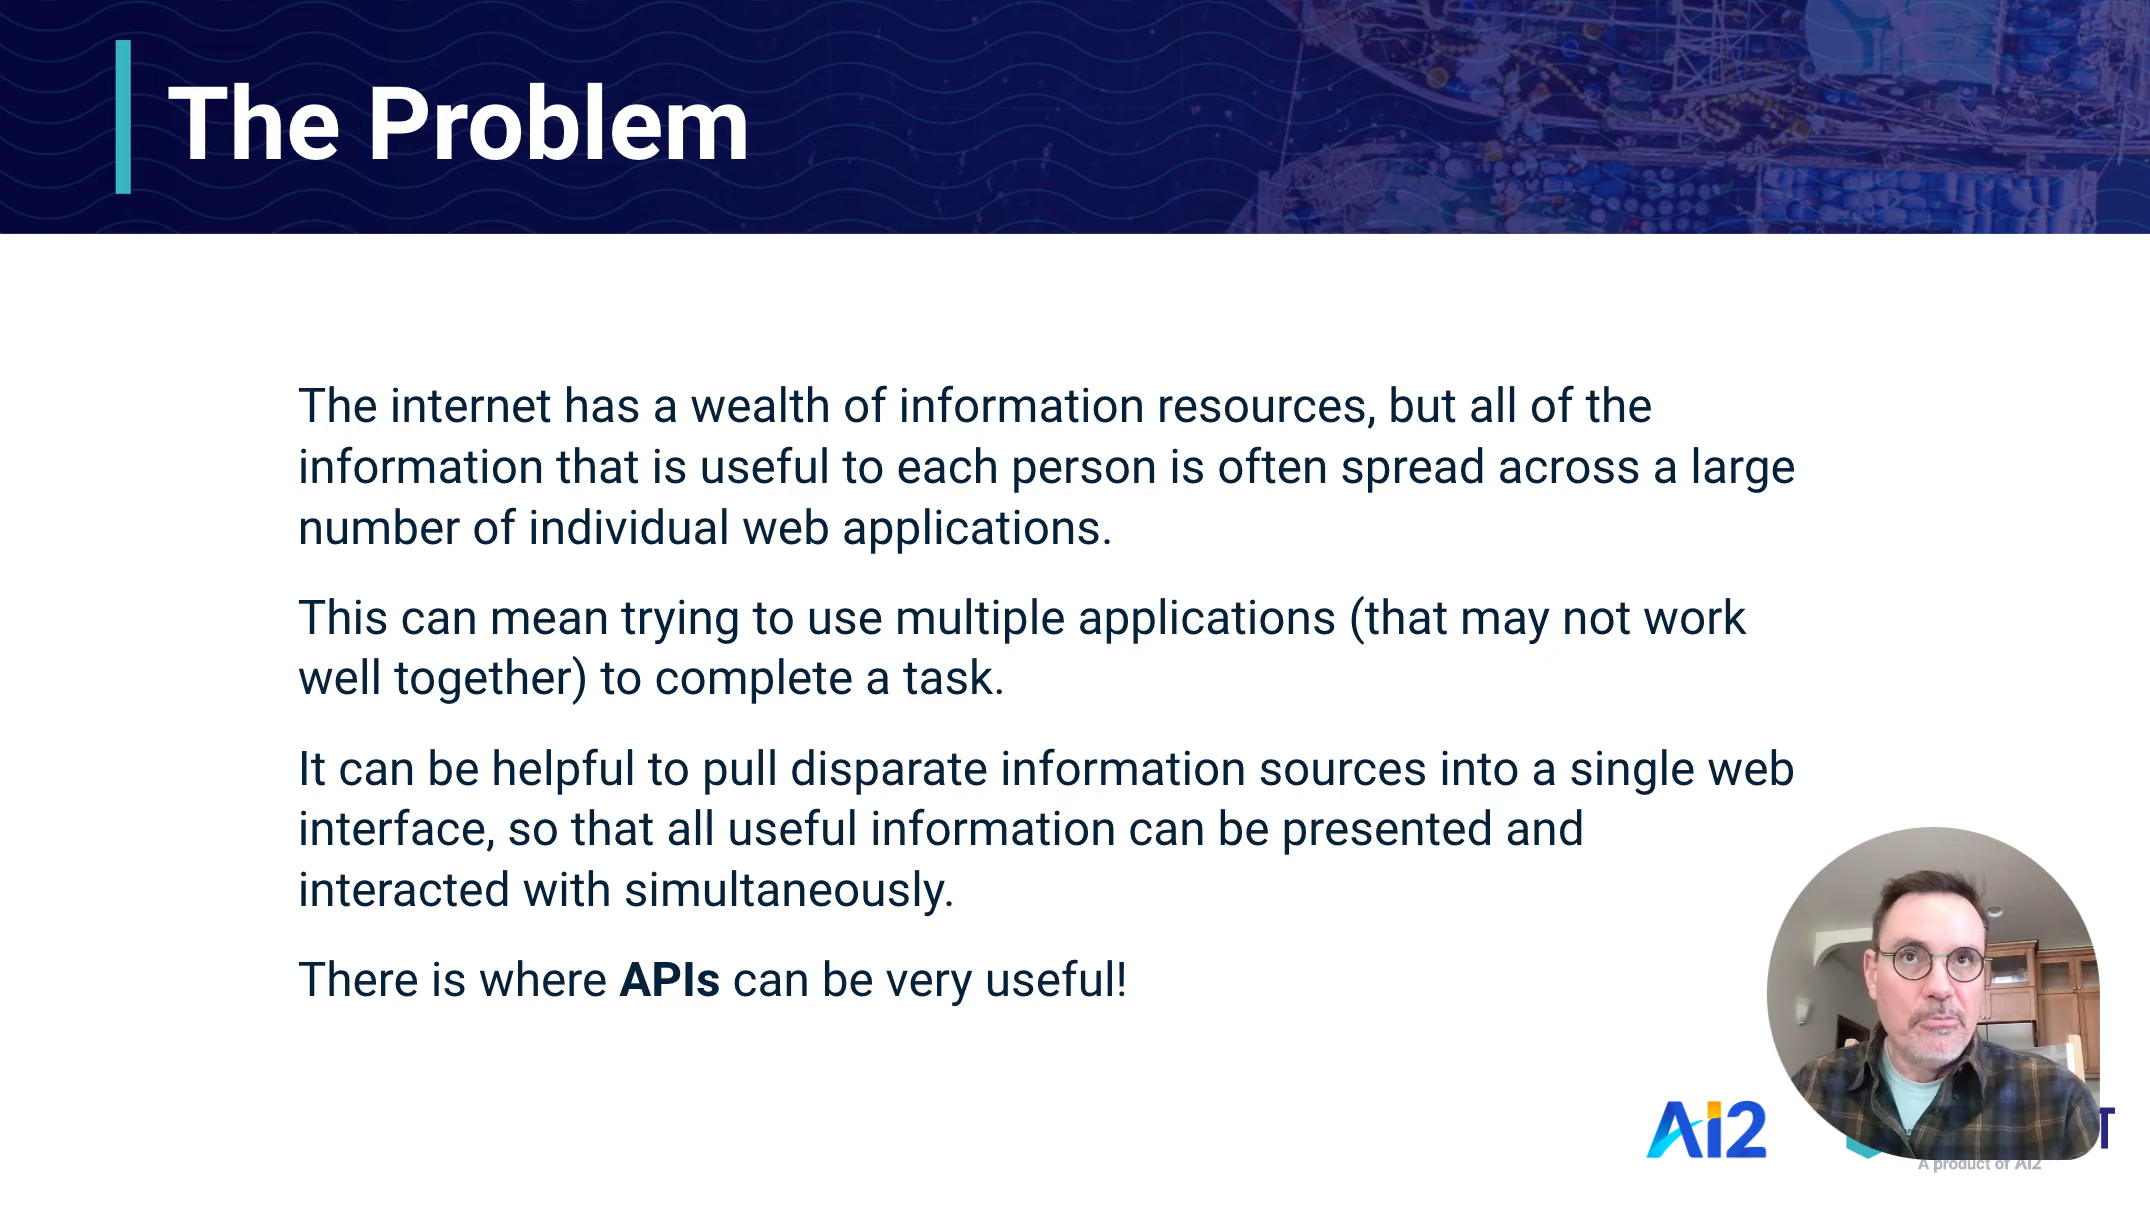 The Problem
The internet has a wealth of information resources, but all of the
information that is useful to each person is often spread across a large
number of individual web applications.
This can mean trying to use multiple applications (that may not work
well together) to complete a task.
It can be helpful to pull disparate information sources into a single web
interface, so that all useful information can be presented and
interacted with simultaneously.
There is where APIs can be very useful!
Ai2
T
A product of AI2